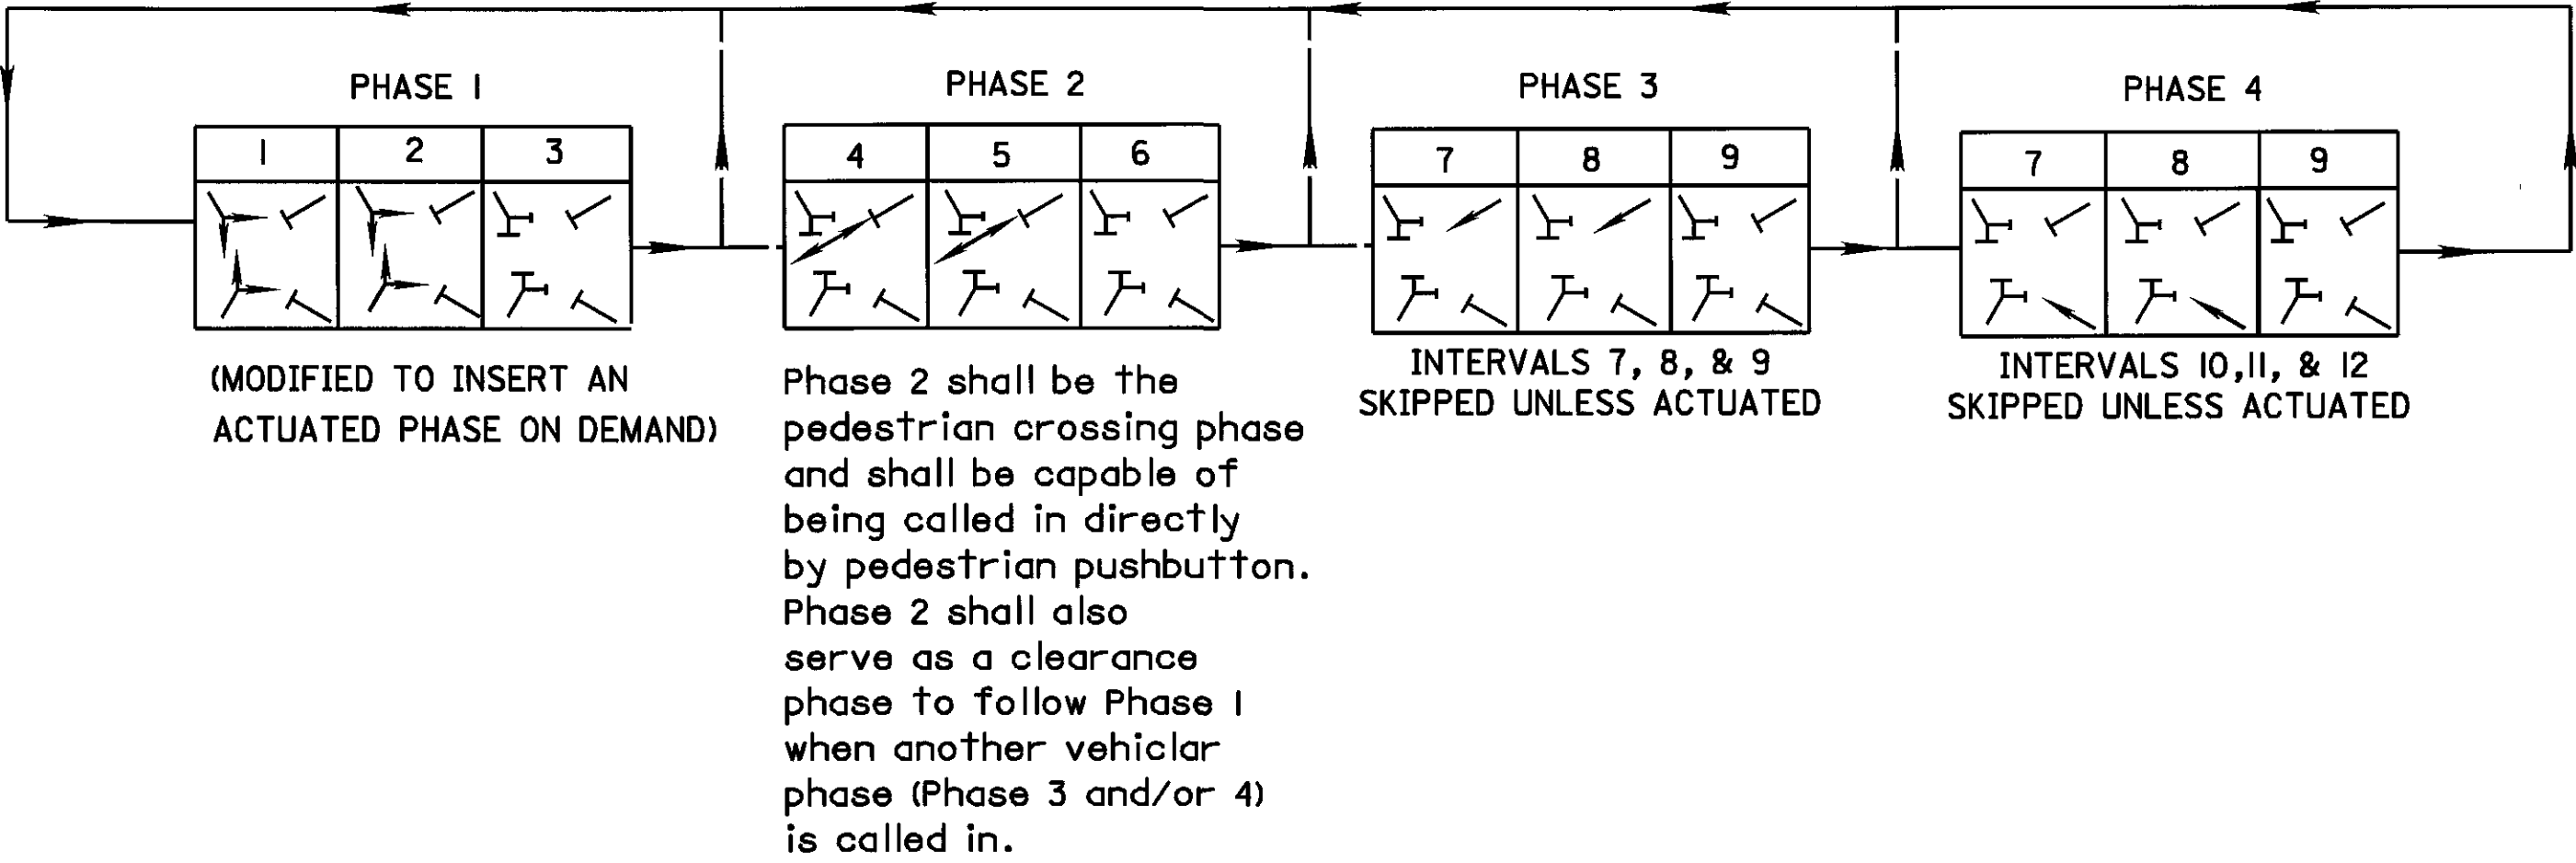 PHASE 1
PHASE 2
PHASE 3
PHASE 4
1 2 3
4 5 6
7 8 9
7 8 9
(MODIFIED TO INSERT AN
ACTUATED PHASE ON DEMAND)
Phase 2 shall be the
pedestrian crossing phase
and shall be capable of
being called in directly
by pedestrian pushbutton.
Phase 2 shall also
serve as a clearance
phase to follow Phase 1
when another vehiclar
phase (Phase 3 and/or 4)
is called in.
INTERVALS 7, 8, & 9
SKIPPED UNLESS ACTUATED
INTERVALS 10,11, & 12
SKIPPED UNLESS ACTUATED